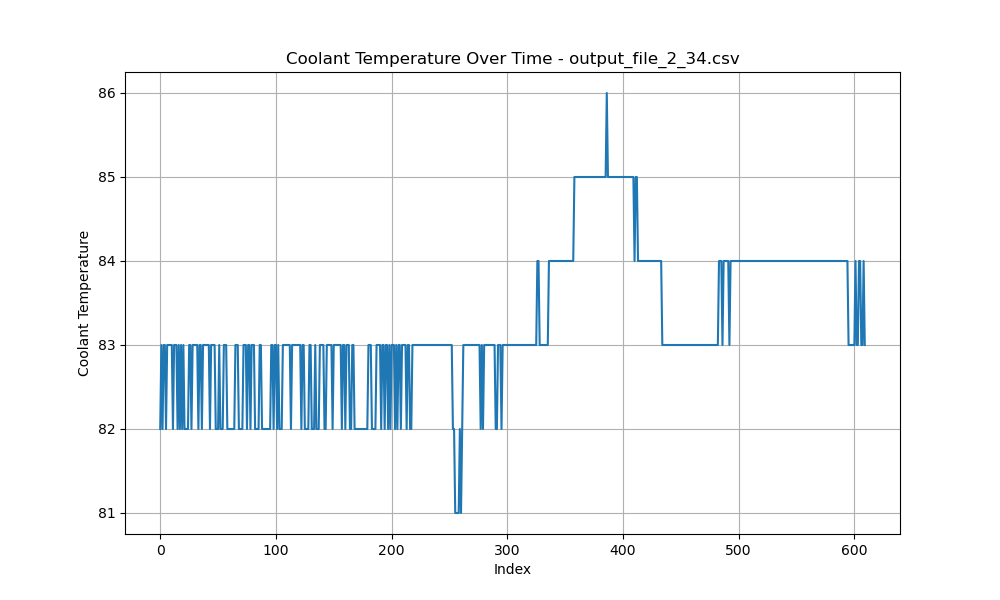 Coolant Temperature Over Time - output_file_2_34.csv
86
85
84
83
82
81
Coolant Temperature
0 100 200 300 400 500 600
Index